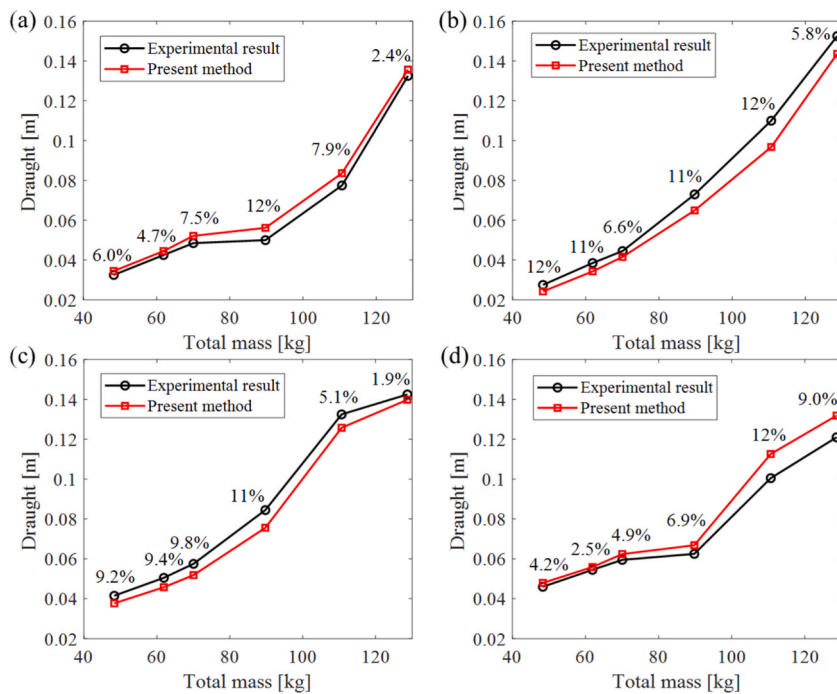 (a)
0.16
0.14
0.12
0.1
0.08
0.06
0.04
0.02
Draught [m]
Experimental result
Present method
6.0%
4.7%
7.5%
12%
7.9%
2.4%
40 60 80 100 120
Total mass [kg]
(b)
0.16
0.14
0.12
0.1
0.08
0.06
0.04
0.02
Draught [m]
Experimental result
Present method
12%
11%
6.6%
11%
12%
5.8%
40 60 80 100 120
Total mass [kg]
(c)
0.16
0.14
0.12
0.1
0.08
0.06
0.04
0.02
Draught [m]
Experimental result
Present method
9.2%
9.4%
9.8%
11%
5.1%
1.9%
40 60 80 100 120
Total mass [kg]
(d)
0.16
0.14
0.12
0.1
0.08
0.06
0.04
0.02
Draught [m]
Experimental result
Present method
4.2%
2.5%
4.9%
6.9%
12%
9.0%
40 60 80 100 120
Total mass [kg]